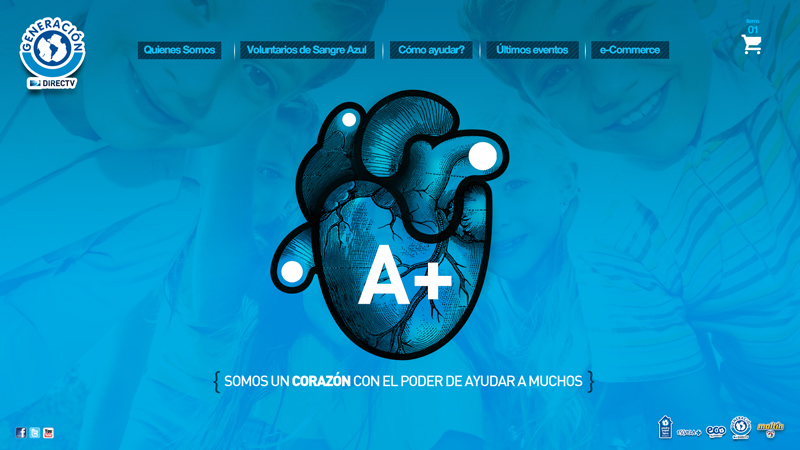 GENERACIÓN
DIRECTV
Quienes Somos
Voluntarios de Sangre Azul
Cómo ayudar?
Últimos eventos
e-Commerce
Items
01
A+
{ SOMOS UN CORAZÓN CON EL PODER DE AYUDAR A MUCHOS }